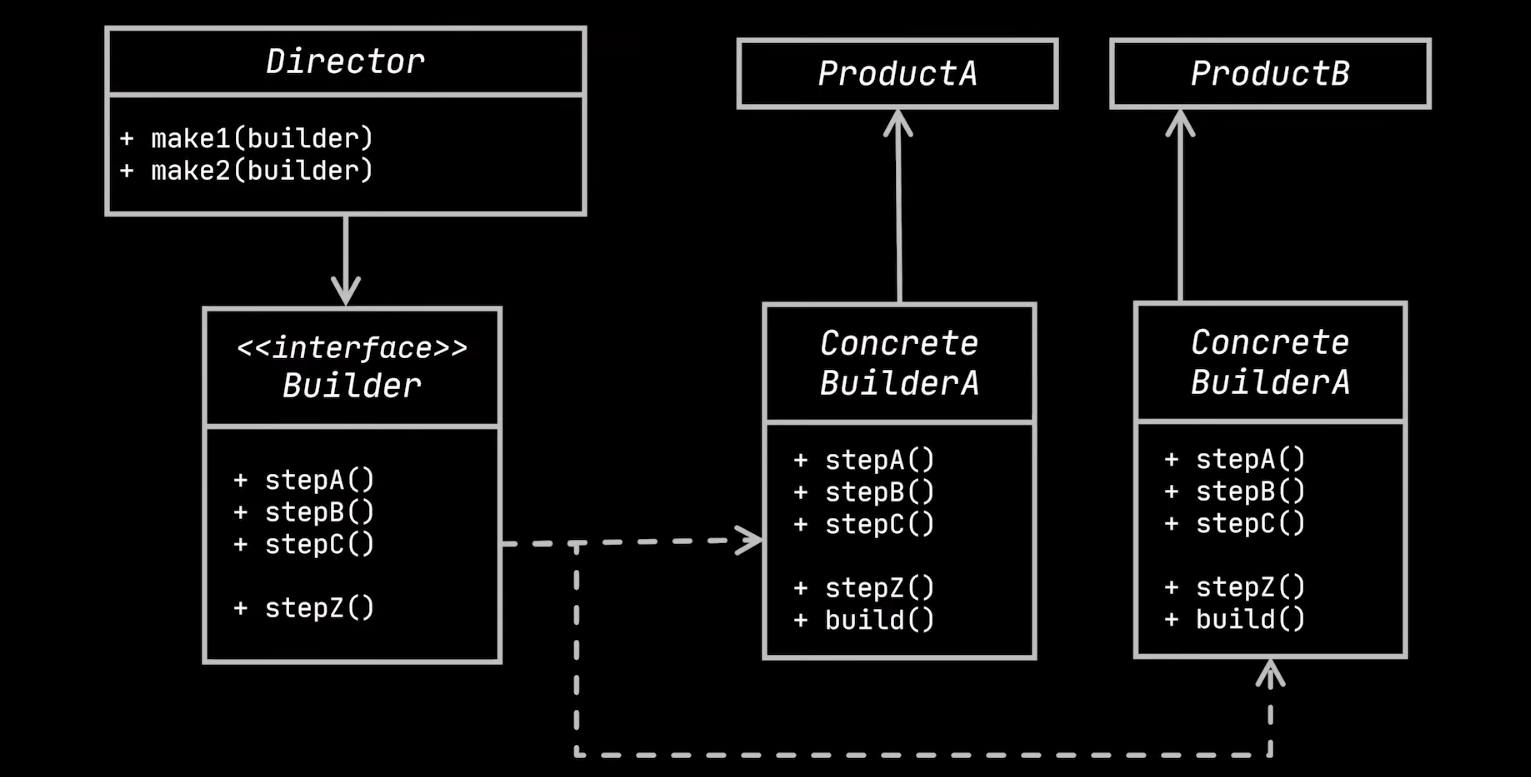 Director
+ make1(builder)
+ make2(builder)
ProductA
ProductB
<<interface>>
Builder
+ stepA()
+ stepB()
+ stepC()
+ stepZ()
Concrete
BuilderA
+ stepA()
+ stepB()
+ stepC()
+ stepZ()
+ build()
Concrete
BuilderA
+ stepA()
+ stepB()
+ stepC()
+ stepZ()
+ build()